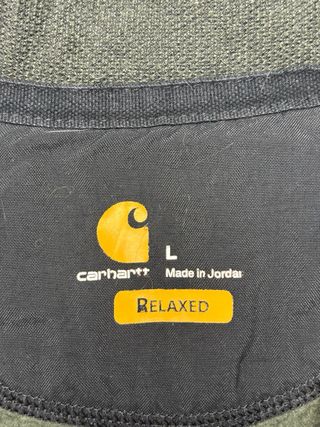 L
carhartt
Made in Jordan
RELAXED